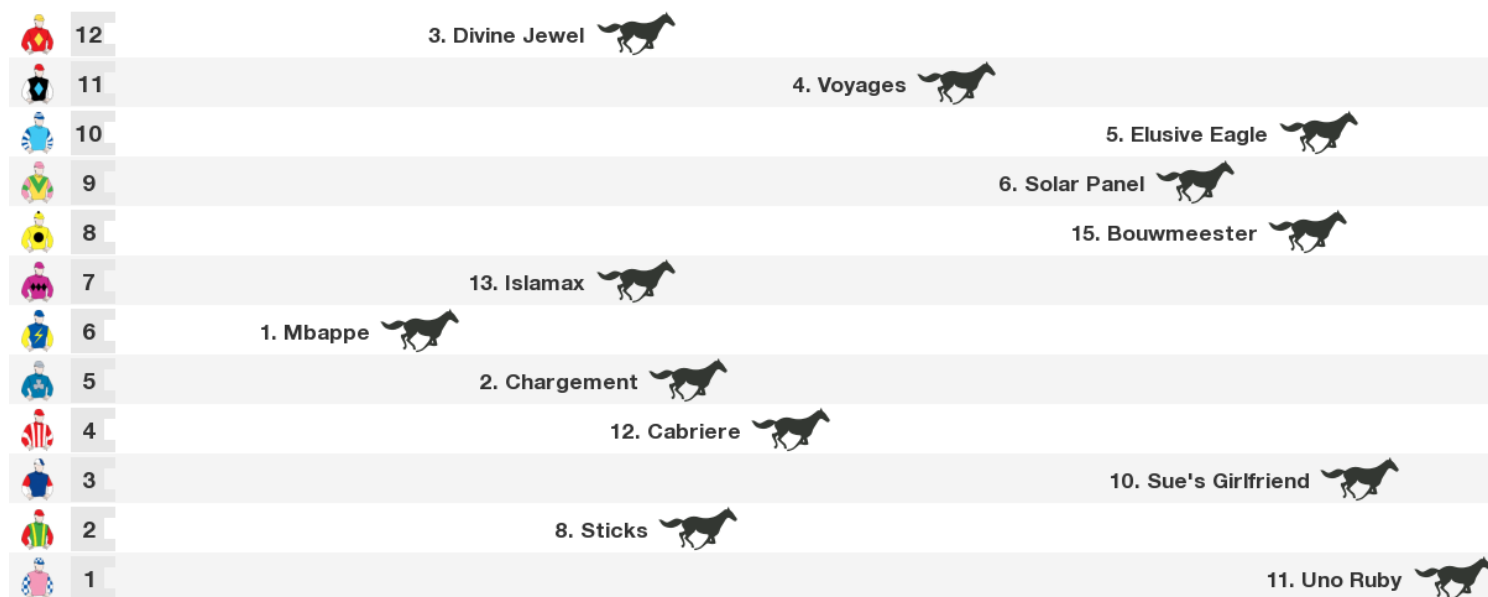 12 3. Divine Jewel
11 4. Voyages
10 5. Elusive Eagle
9 6. Solar Panel
8 15. Bouwmeester
7 13. Islamax
6 1. Mbappe
5 2. Chargement
4 12. Cabriere
3 10. Sue's Girlfriend
2 8. Sticks
1 11. Uno Ruby